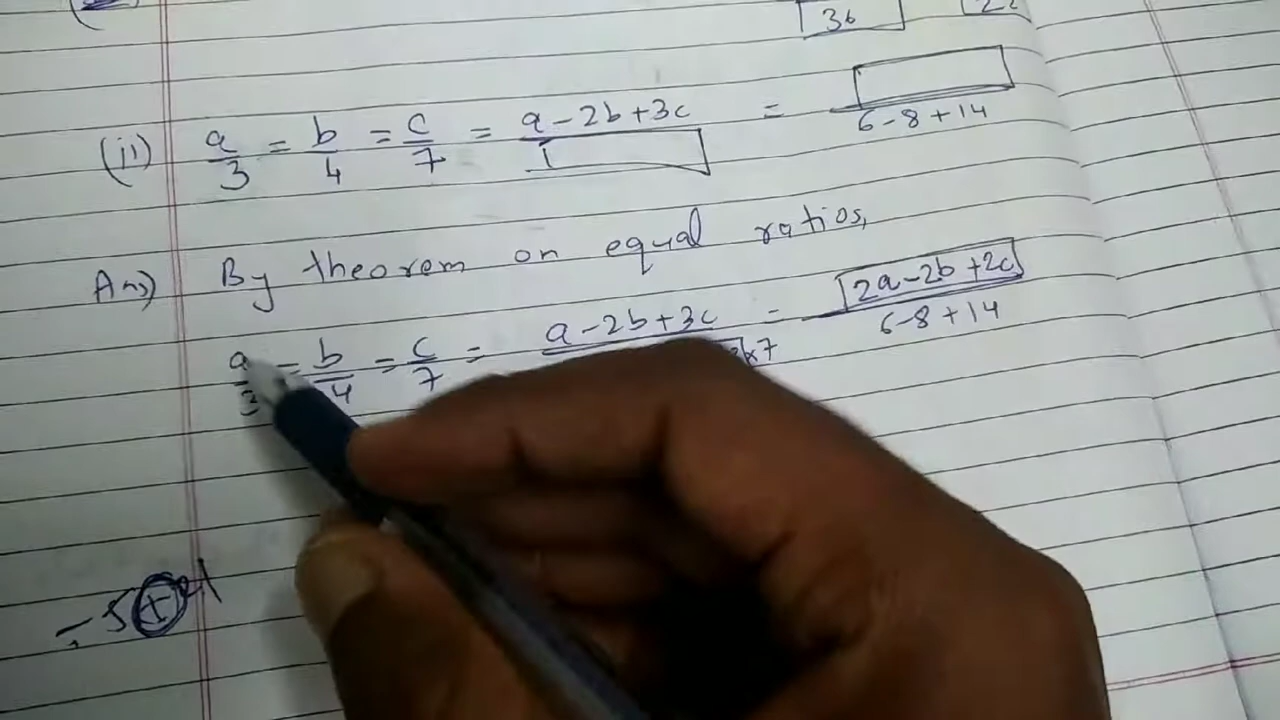 36
(ii) a/3 = b/4 = c/7 = a-2b+3c/ = /6-8+14
Ans) By theorem on equal ratios,
a/3 = b/4 = c/7 = a-2b+3c/ x7 = 2a-2b+2c/6-8+14